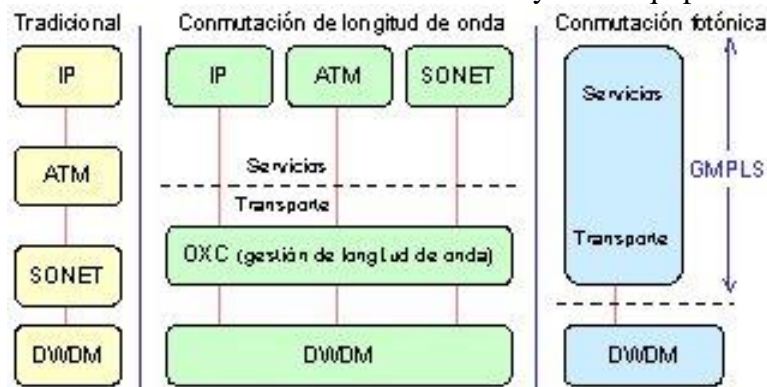 Tradicional
IP
ATM
SONET
DWDM
Conmutación de longitud de onda
IP ATM SONET
Servicios
Transporte
OXC (gestión de longitud de onda)
DWDM
Conmutación fotónica
Servicios
GMPLS
Transporte
DWDM